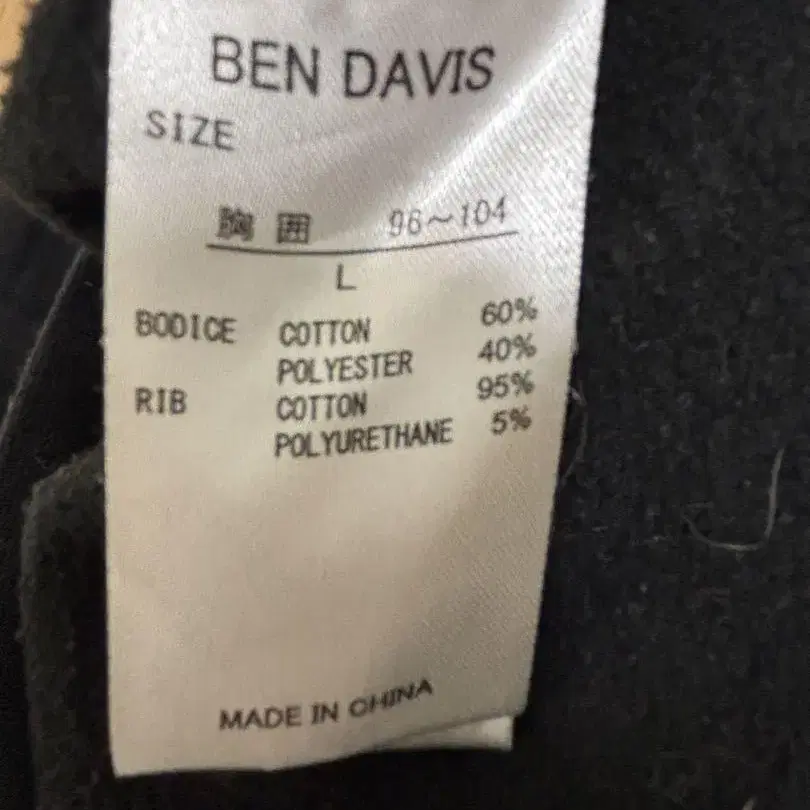 BEN DAVIS
SIZE
胸囲 96～104
L
BODICE COTTON 60%
POLYESTER 40%
RIB COTTON 95%
POLYURETHANE 5%
MADE IN CHINA